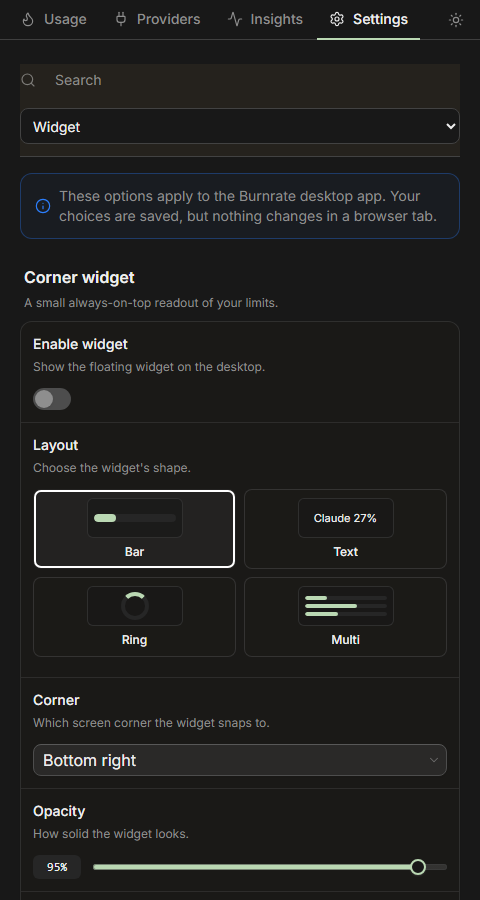 Usage Providers Insights Settings
Search
Widget
These options apply to the Burnrate desktop app. Your
choices are saved, but nothing changes in a browser tab.
Corner widget
A small always-on-top readout of your limits.
Enable widget
Show the floating widget on the desktop.
Layout
Choose the widget's shape.
Claude 27%
Bar Text
Ring Multi
Corner
Which screen corner the widget snaps to.
Bottom right
Opacity
How solid the widget looks.
95%